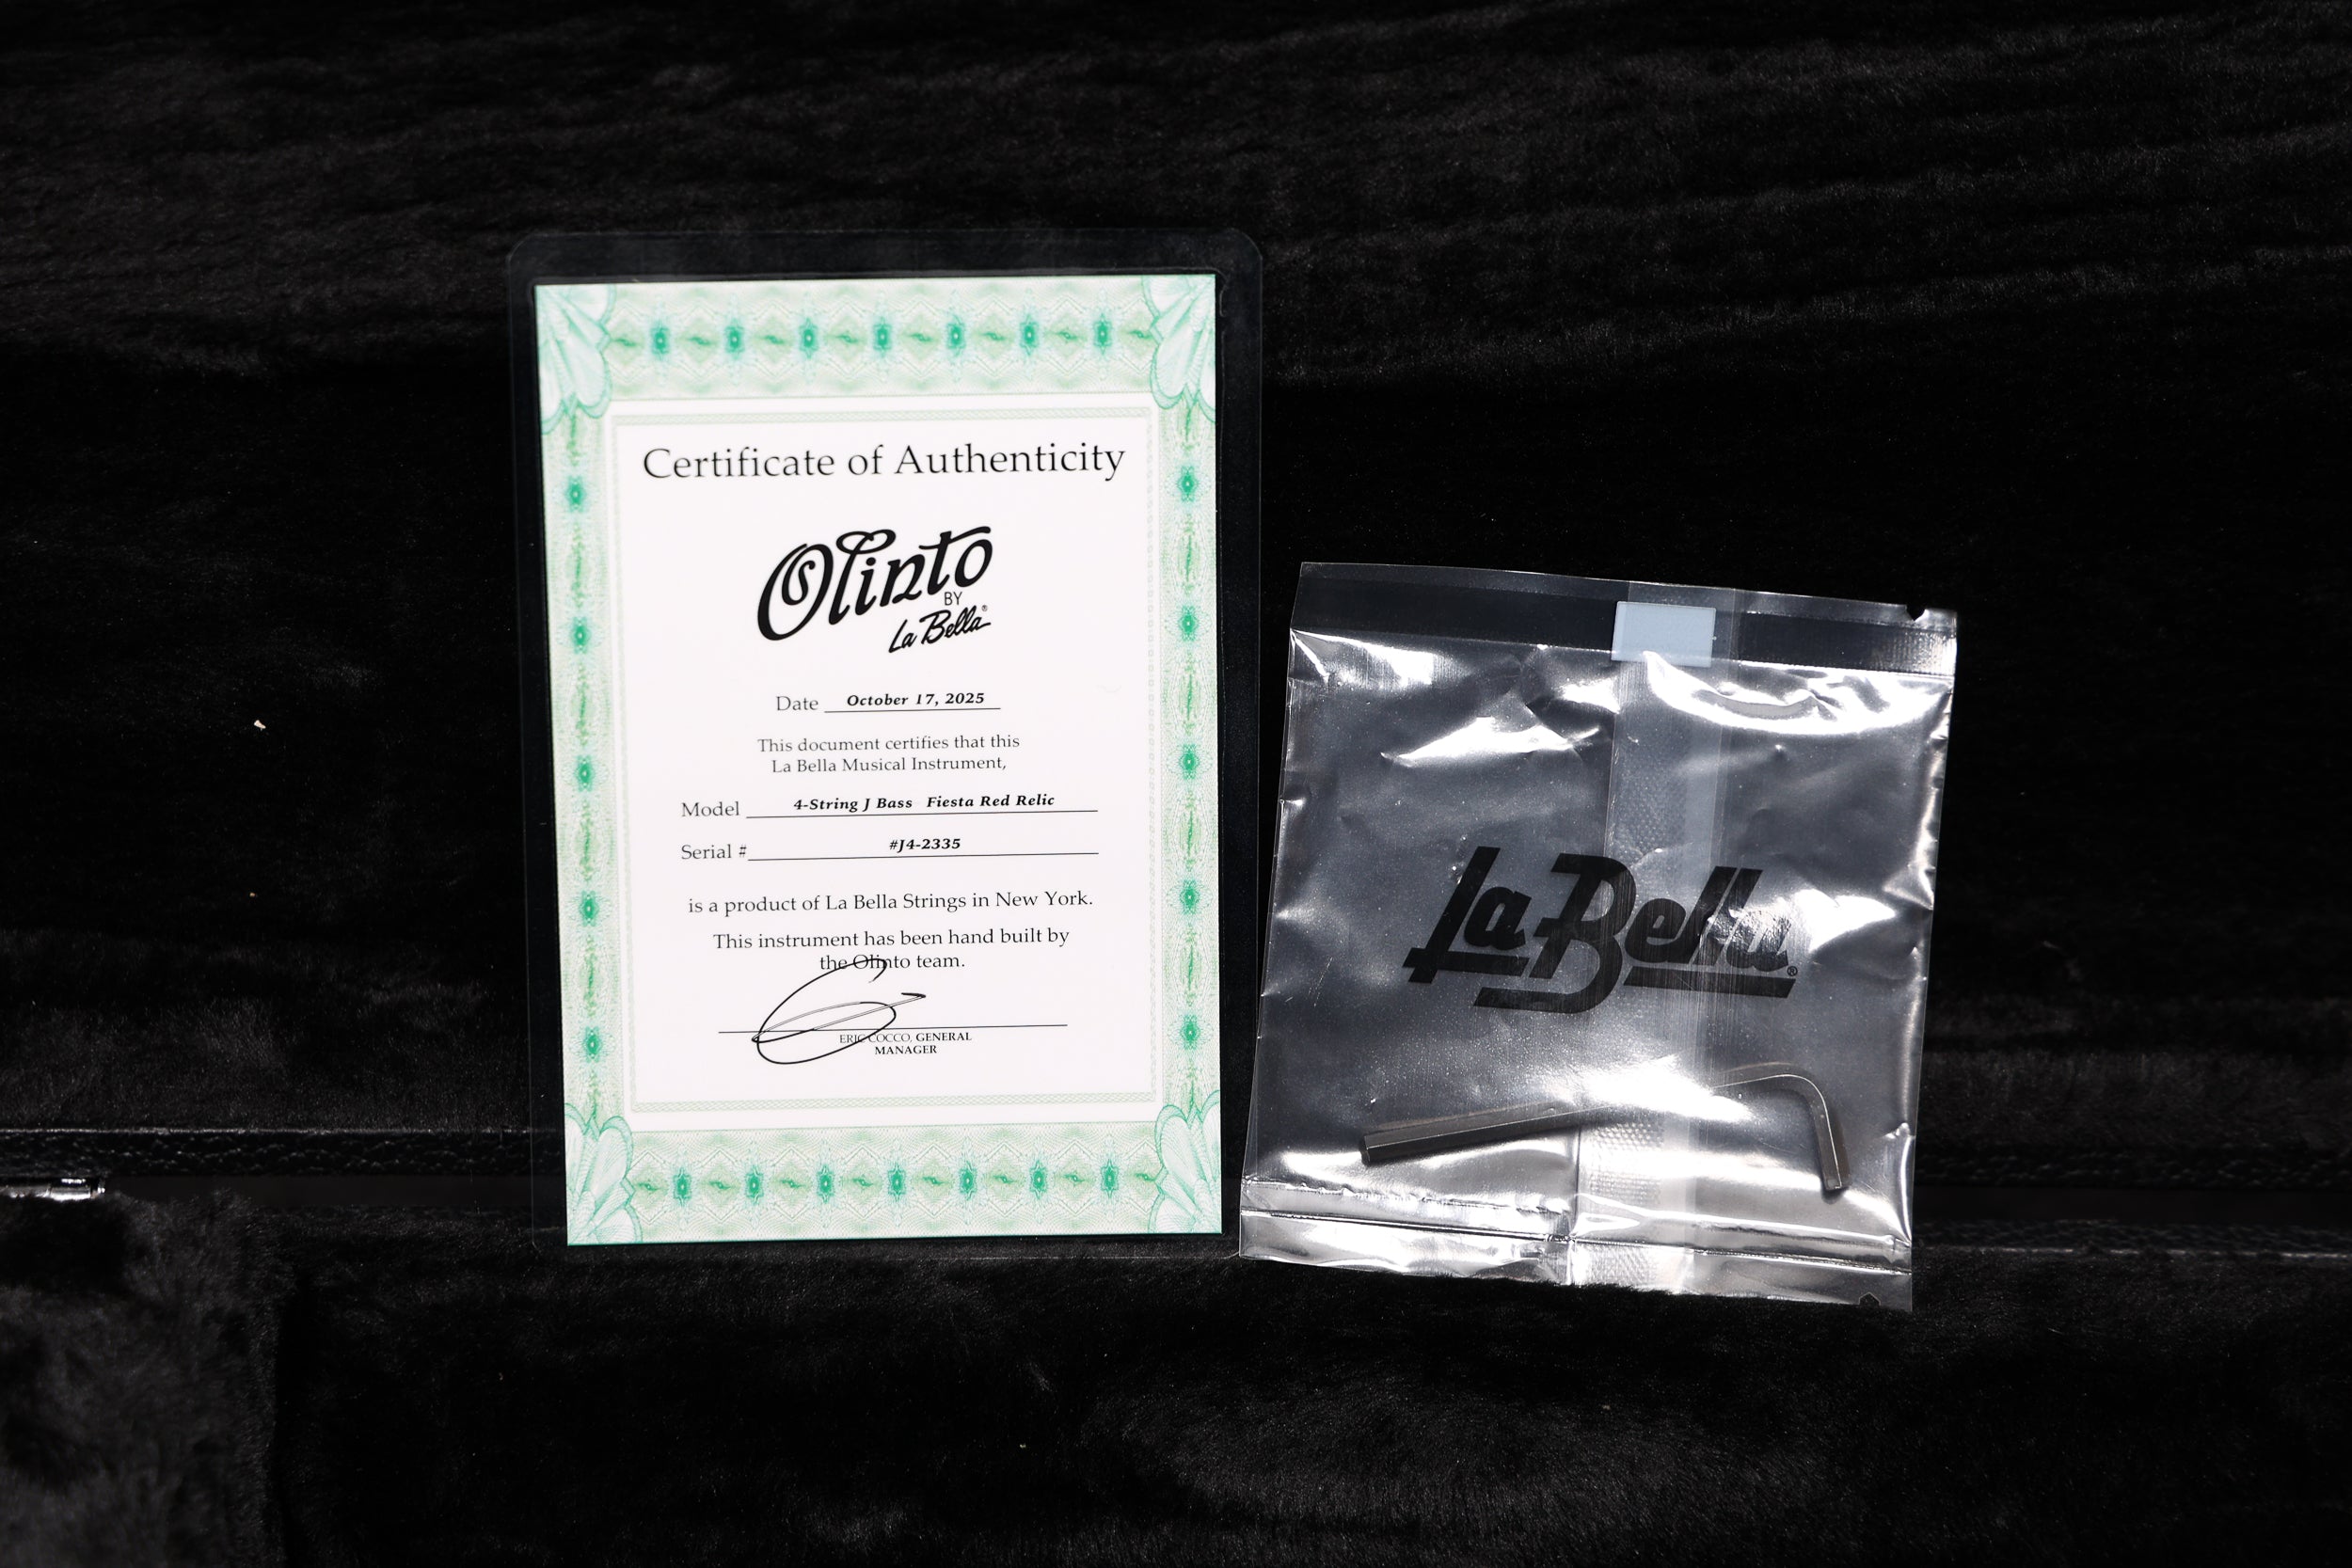 Certificate of Authenticity
Olinto
BY
La Bella®
Date October 17, 2025
This document certifies that this
La Bella Musical Instrument,
Model 4-String J Bass Fiesta Red Relic
Serial # #J4-2335
is a product of La Bella Strings in New York.
This instrument has been hand built by
the Olinto team.
ERIC COCCO, GENERAL
MANAGER
La Bella®